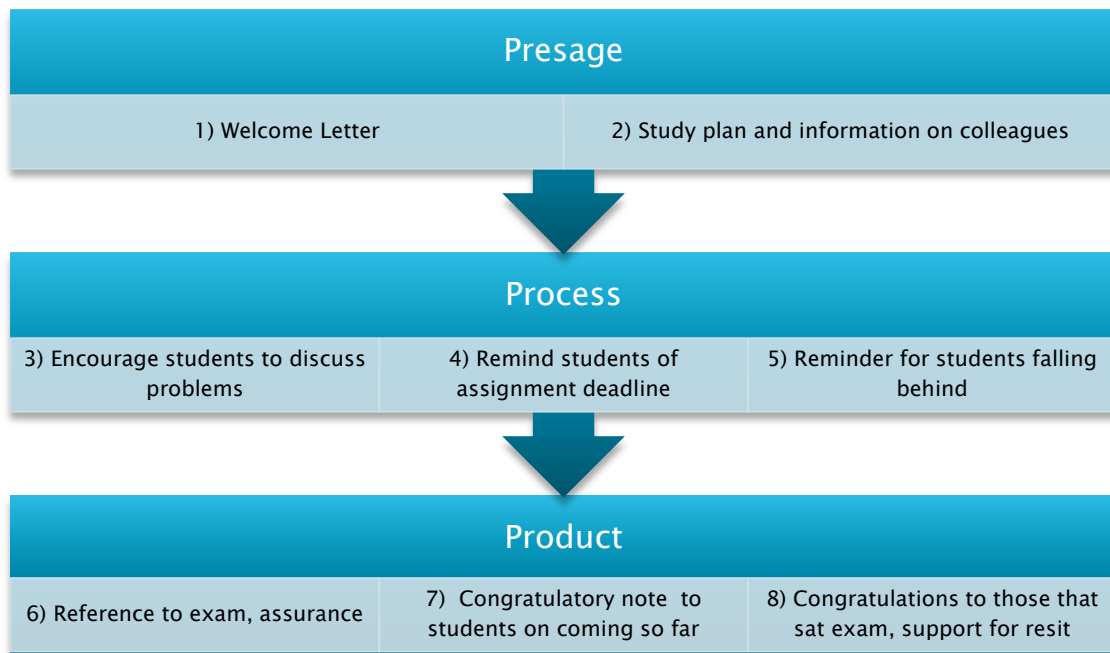 Presage
1) Welcome Letter
2) Study plan and information on colleagues
Process
3) Encourage students to discuss
problems
4) Remind students of
assignment deadline
5) Reminder for students falling
behind
Product
6) Reference to exam, assurance
7) Congratulatory note to
students on coming so far
8) Congratulations to those that
sat exam, support for resit